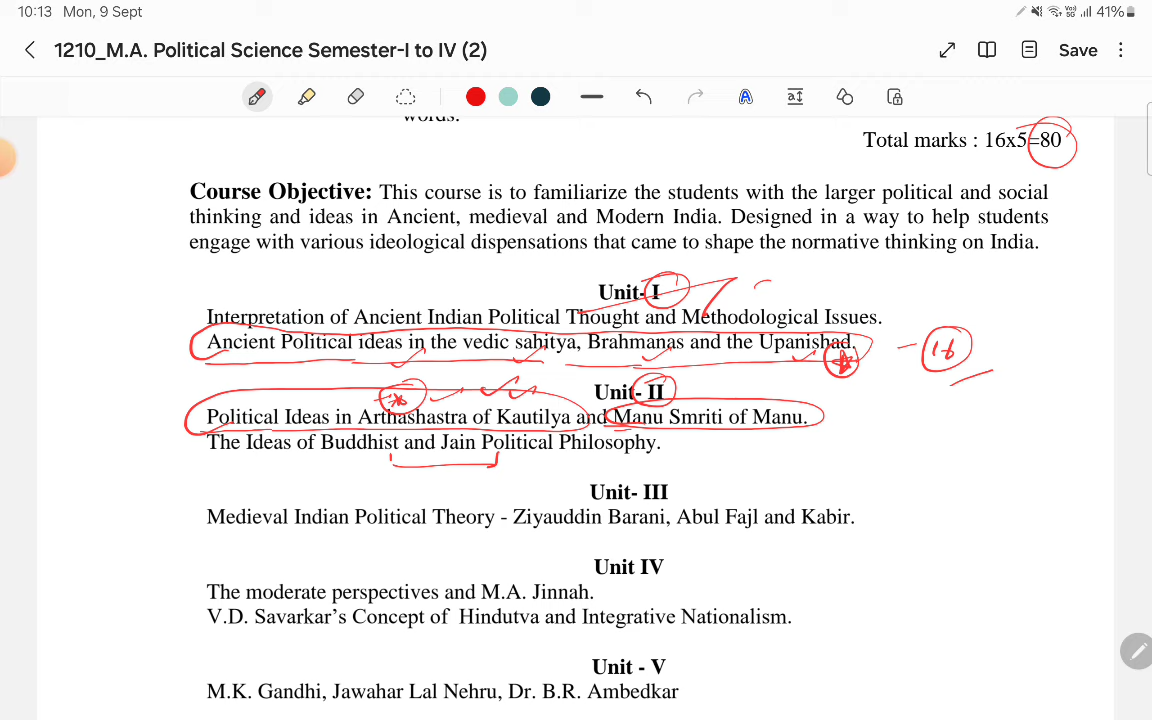 10:13 Mon, 9 Sept 41%
1210_M.A. Political Science Semester-I to IV (2) Save
words.
Total marks : 16x5=80
Course Objective: This course is to familiarize the students with the larger political and social
thinking and ideas in Ancient, medieval and Modern India. Designed in a way to help students
engage with various ideological dispensations that came to shape the normative thinking on India.
Unit-I
Interpretation of Ancient Indian Political Thought and Methodological Issues.
Ancient Political ideas in the vedic sahitya, Brahmanas and the Upanishad. - 16
Unit- II
Political Ideas in Arthashastra of Kautilya and Manu Smriti of Manu.
The Ideas of Buddhist and Jain Political Philosophy.
Unit- III
Medieval Indian Political Theory - Ziyauddin Barani, Abul Fajl and Kabir.
Unit IV
The moderate perspectives and M.A. Jinnah.
V.D. Savarkar’s Concept of Hindutva and Integrative Nationalism.
Unit - V
M.K. Gandhi, Jawahar Lal Nehru, Dr. B.R. Ambedkar